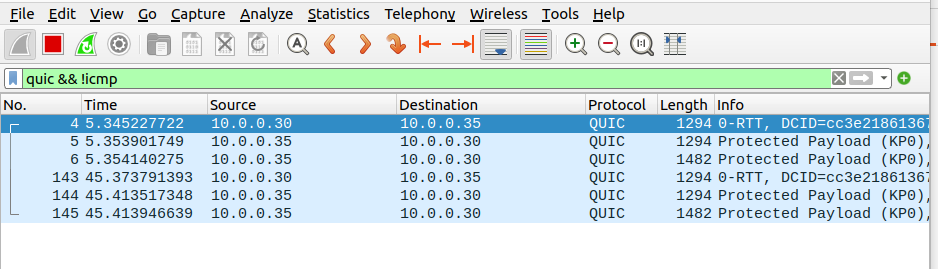 File Edit View Go Capture Analyze Statistics Telephony Wireless Tools Help
quic && !icmp
No. Time Source Destination Protocol Length Info
4 5.345227722 10.0.0.30 10.0.0.35 QUIC 1294 0-RTT, DCID=cc3e21861367
5 5.353901749 10.0.0.35 10.0.0.30 QUIC 1294 Protected Payload (KP0),
6 5.354140275 10.0.0.35 10.0.0.30 QUIC 1482 Protected Payload (KP0),
143 45.373791393 10.0.0.30 10.0.0.35 QUIC 1294 0-RTT, DCID=cc3e21861367
144 45.413517348 10.0.0.35 10.0.0.30 QUIC 1294 Protected Payload (KP0),
145 45.413946639 10.0.0.35 10.0.0.30 QUIC 1482 Protected Payload (KP0),